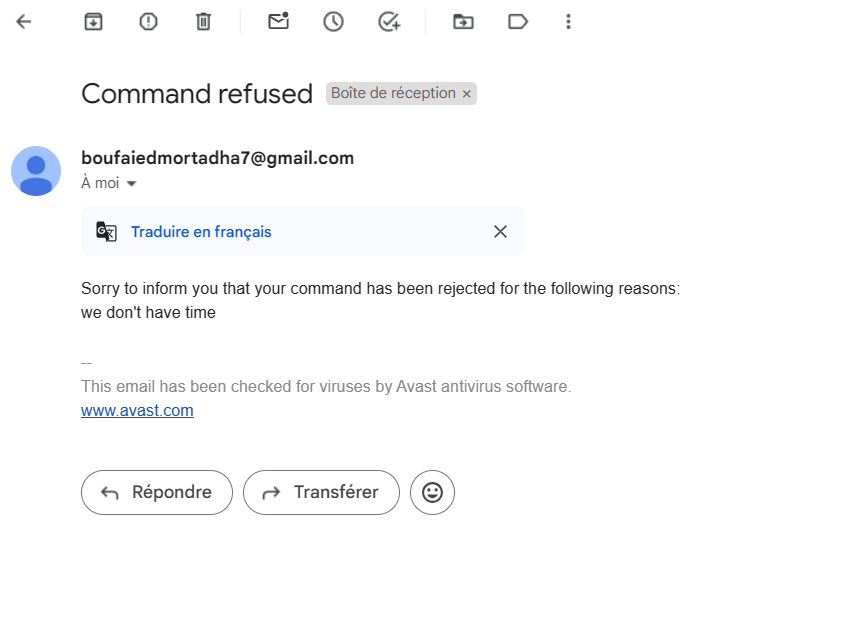 Command refused
Boîte de réception ×
boufaiedmortadha7@gmail.com
À moi
Traduire en français
Sorry to inform you that your command has been rejected for the following reasons:
we don't have time
--
This email has been checked for viruses by Avast antivirus software.
www.avast.com
Répondre
Transférer